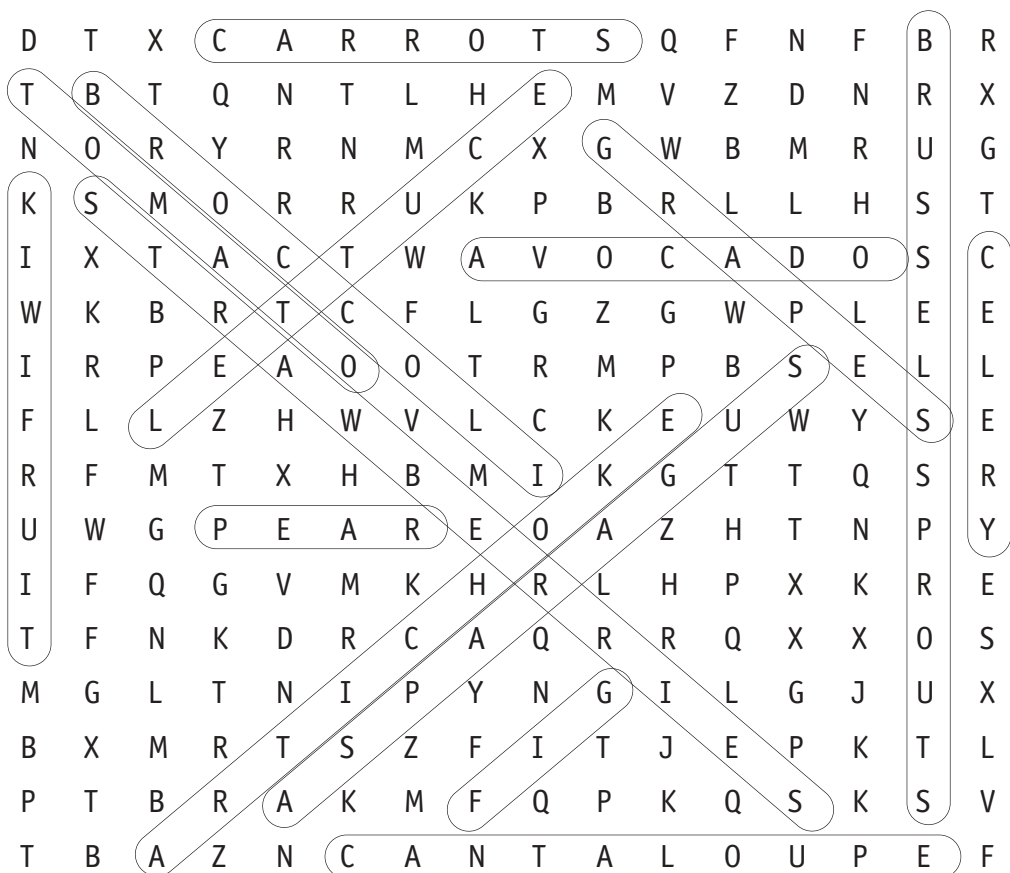 D T X C A R R O T S Q F N F B R
T B T Q N T L H E M V Z D N R X
N O R Y R N M C X G W B M R U G
K S M O R R U K P B R L L H S T
I X T A C T W A V O C A D O S C
W K B R T C F L G Z G W P L E E
I R P E A O O T R M P B S E L L
F L L Z H W V L C K E U W Y S E
R F M T X H B M I K G T T Q S R
U W G P E A R E O A Z H T N P Y
I F Q G V M K H R L H P X K R E
T F N K D R C A Q R R Q X X O S
M G L T N I P Y N G I L G J U X
B X M R T S Z F I T J E P K T L
P T B R A K M F Q P K Q S K S V
T B A Z N C A N T A L O U P E F